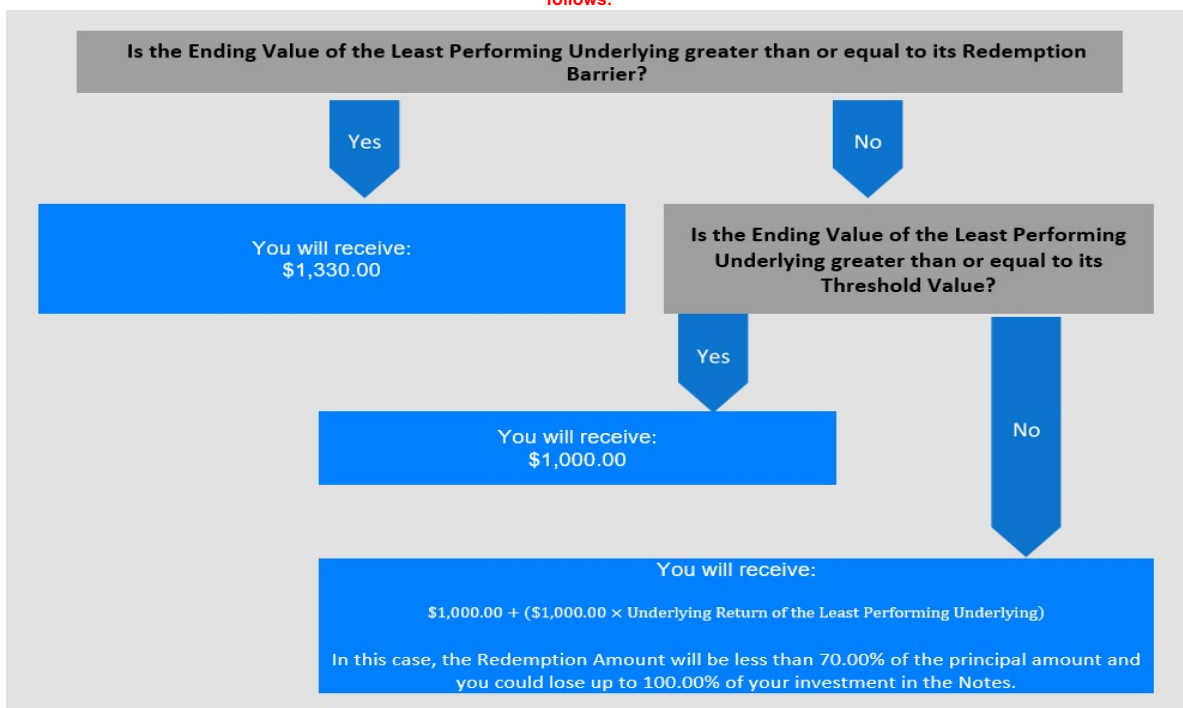 follows:
Is the Ending Value of the Least Performing Underlying greater than or equal to its Redemption
Barrier?
Yes
No
You will receive:
$1,330.00
Is the Ending Value of the Least Performing
Underlying greater than or equal to its
Threshold Value?
Yes
No
You will receive:
$1,000.00
You will receive:
$1,000.00 + ($1,000.00 × Underlying Return of the Least Performing Underlying)
In this case, the Redemption Amount will be less than 70.00% of the principal amount and
you could lose up to 100.00% of your investment in the Notes.